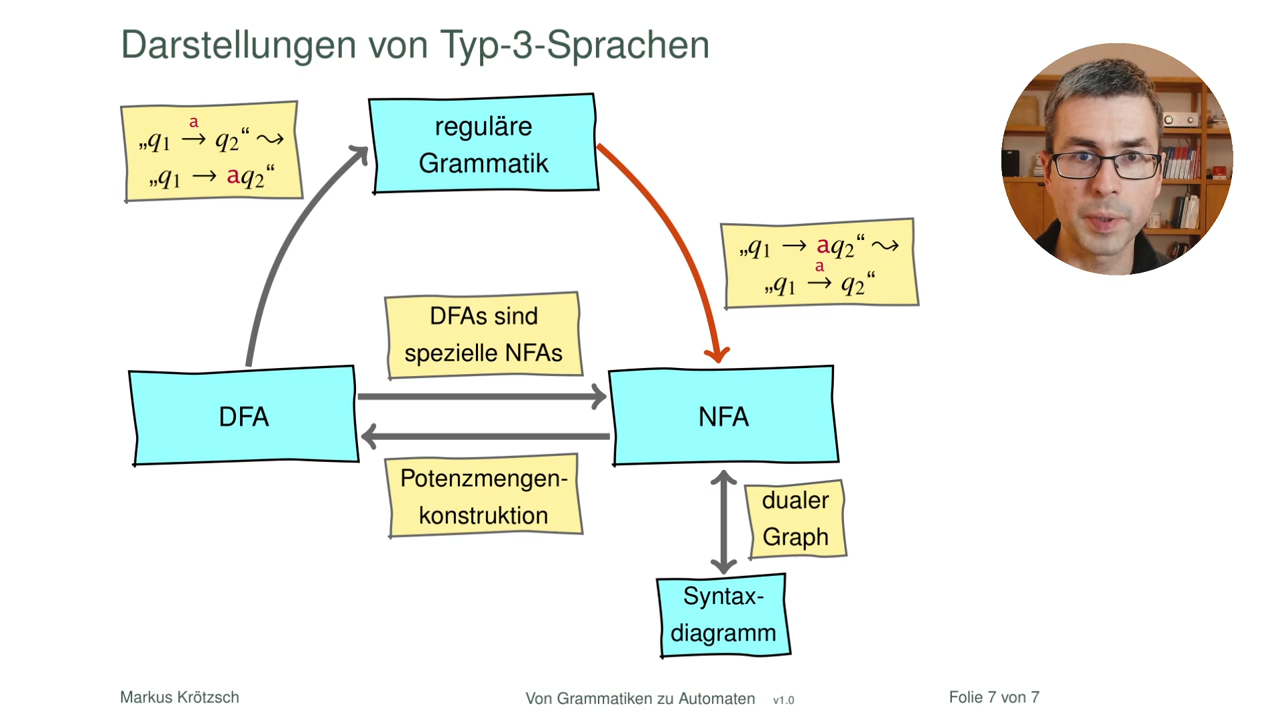 Darstellungen von Typ-3-Sprachen
„q₁ →ᵃ q₂“ ⤳
„q₁ → aq₂“
reguläre
Grammatik
„q₁ → aq₂“ ⤳
„q₁ →ᵃ q₂“
DFAs sind
spezielle NFAs
DFA
NFA
Potenzmengen-
konstruktion
dualer
Graph
Syntax-
diagramm
Markus Krötzsch
Von Grammatiken zu Automaten v1.0
Folie 7 von 7